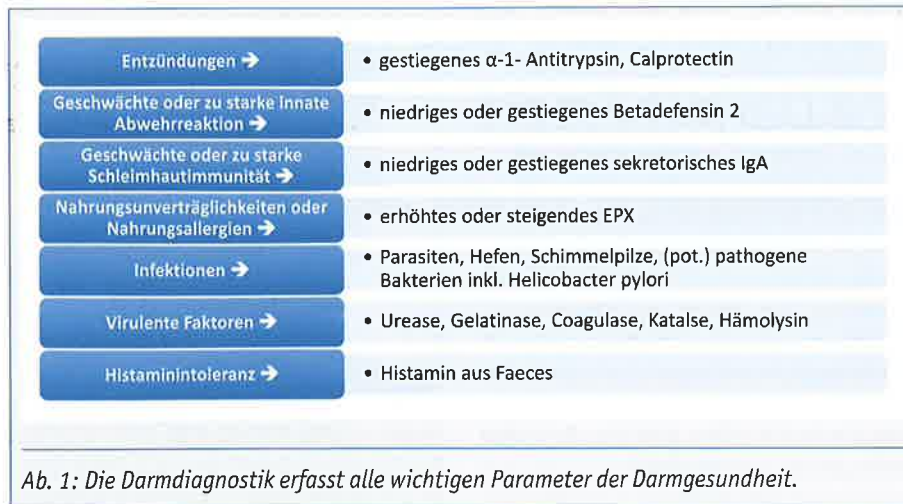 Entzündungen → • gestiegenes α-1- Antitrypsin, Calprotectin
Geschwächte oder zu starke innate
Abwehrreaktion → • niedriges oder gestiegenes Betadefensin 2
Geschwächte oder zu starke
Schleimhautimmunität → • niedriges oder gestiegenes sekretorisches IgA
Nahrungsunverträglichkeiten oder
Nahrungsallergien → • erhöhtes oder steigendes EPX
Infektionen → • Parasiten, Hefen, Schimmelpilze, (pot.) pathogene
Bakterien inkl. Helicobacter pylori
Virulente Faktoren → • Urease, Gelatinase, Coagulase, Katalse, Hämolysin
Histaminintoleranz → • Histamin aus Faeces
Ab. 1: Die Darmdiagnostik erfasst alle wichtigen Parameter der Darmgesundheit.